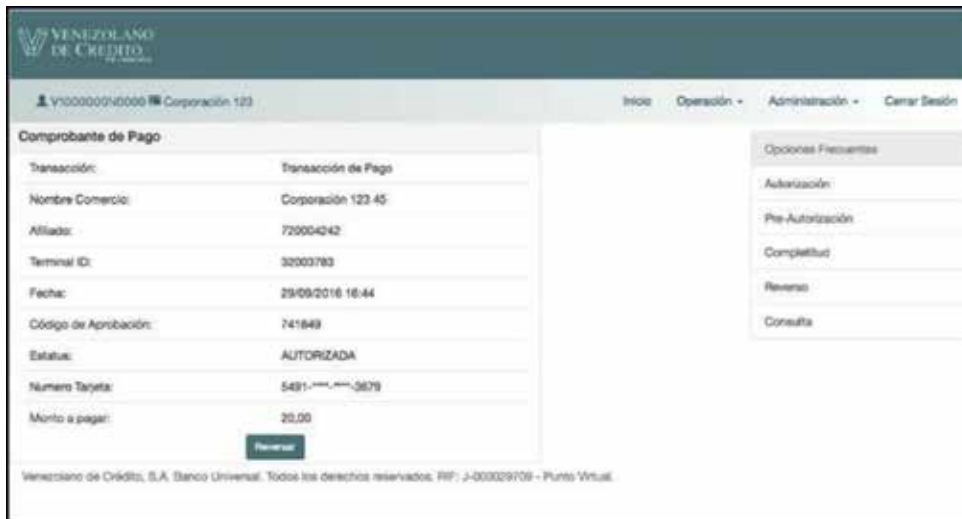 VENEZOLANO
DE CREDITO
Corporación 123
Inicio Operación Administración Cerrar Sesión
Comprobante de Pago
Transacción: Transacción de Pago
Nombre Comercio: Corporación 123 45
Afiliado: 720004242
Terminal ID: 32003783
Fecha: 29/09/2016 16:44
Código de Aprobación: 741849
Estatus: AUTORIZADA
Numero Tarjeta: 5491-****-****-3679
Monto a pagar: 20,00
Reversar
Opciones Frecuentes
Autorización
Pre-Autorización
Completitud
Reverso
Consulta
Venezolano de Crédito, S.A. Banco Universal. Todos los derechos reservados. RIF: J-000029709 - Punto Virtual.